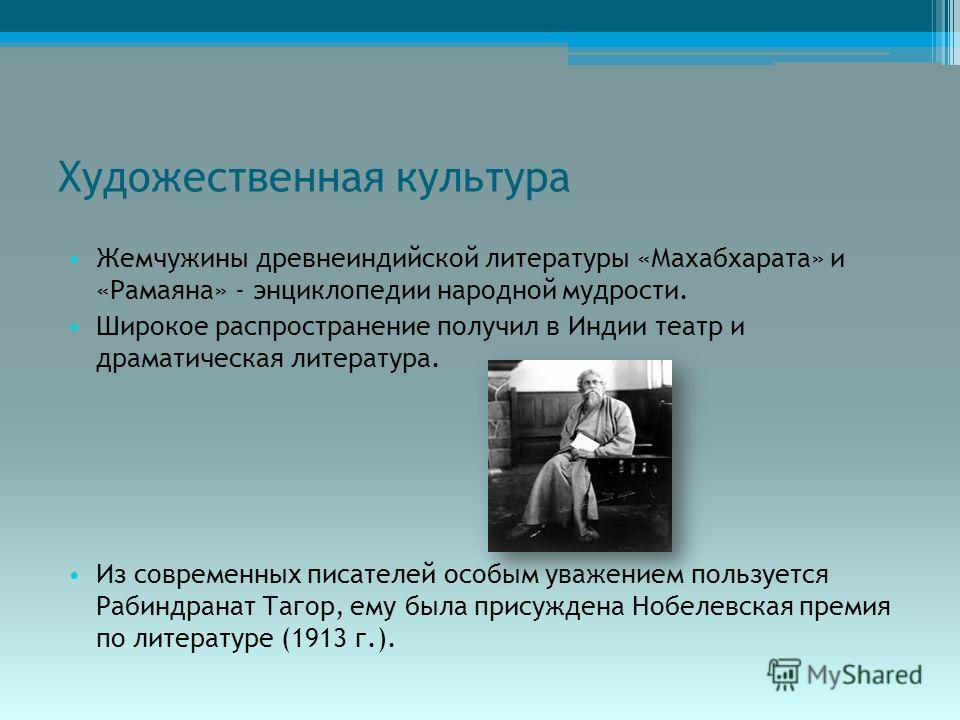 Художественная культура
• Жемчужины древнеиндийской литературы «Махабхарата» и
«Рамаяна» - энциклопедии народной мудрости.
• Широкое распространение получил в Индии театр и
драматическая литература.
• Из современных писателей особым уважением пользуется
Рабиндранат Тагор, ему была присуждена Нобелевская премия
по литературе (1913 г.).
MyShared